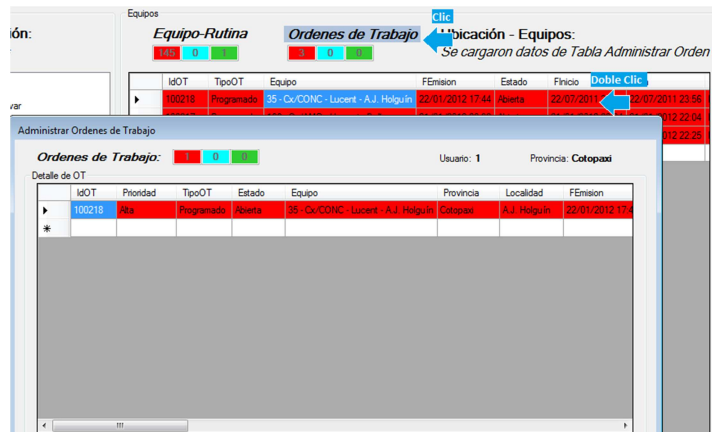 Equipos
Clic
ión:
Equipo-Rutina
Ordenes de Trabajo
Ubicación - Equipos:
145 0 1
3 0 0
Se cargaron datos de Tabla Administrar Orden
IdOT TipoOT Equipo FEmision Estado FInicio
Doble Clic
100218 Programado 35 - Cx/CONC - Lucent - A.J. Holguín 22/01/2012 17:44 Abierta 22/07/2011 22/07/2011 23:58
var
2012 22:04
012 22:25
Administrar Ordenes de Trabajo
Ordenes de Trabajo: 1 0 0 Usuario: 1 Provincia: Cotopaxi
Detalle de OT
IdOT Prioridad TipoOT Estado Equipo Provincia Localidad FEmision
100218 Alta Programado Abierta 35 - Cx/CONC - Lucent - A.J. Holguín Cotopaxi A.J. Holguín 22/01/2012 17:4